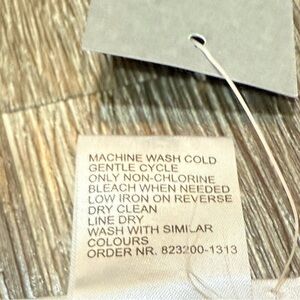 MACHINE WASH COLD
GENTLE CYCLE
ONLY NON-CHLORINE
BLEACH WHEN NEEDED
LOW IRON ON REVERSE
DRY CLEAN
LINE DRY
WASH WITH SIMILAR
COLOURS
ORDER NR. 823200-1313